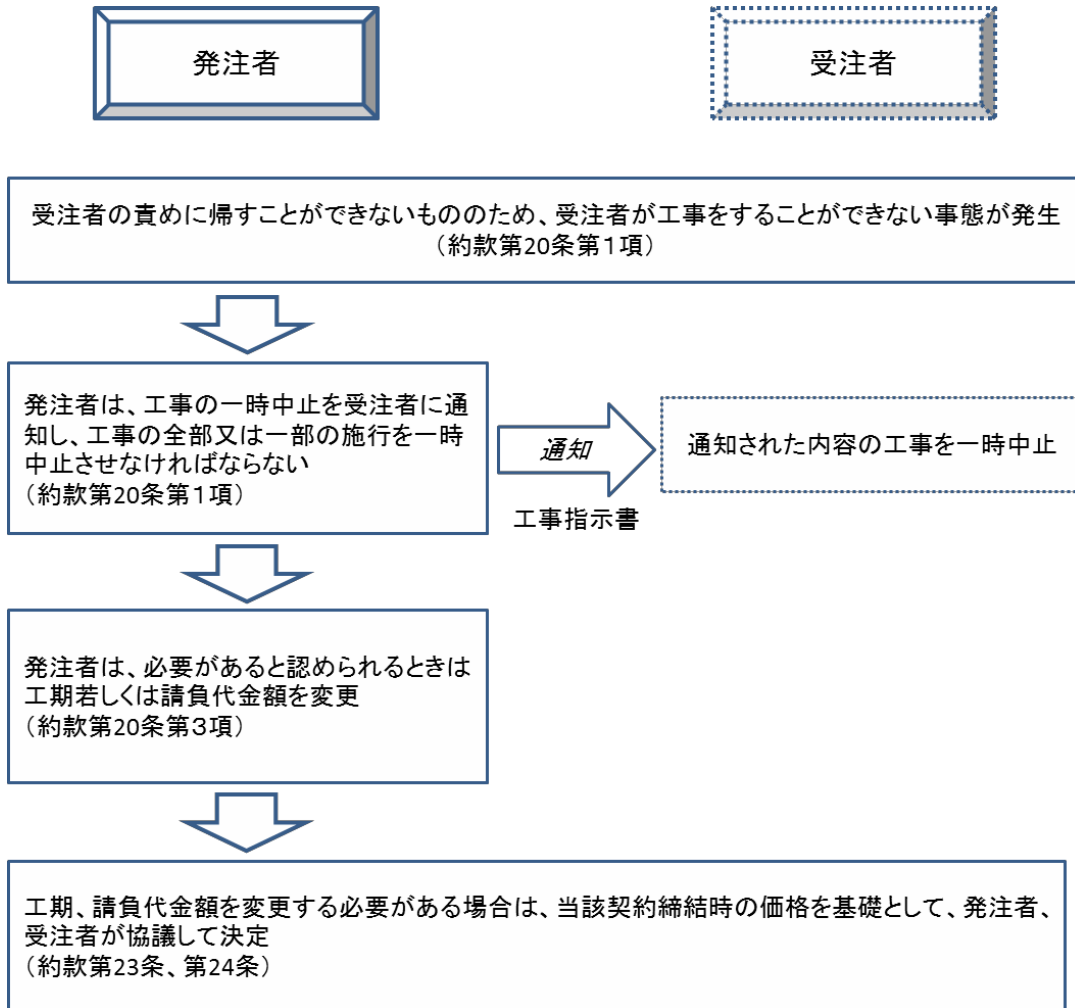 発注者
受注者
受注者の責めに帰すことができないもののため、受注者が工事をすることができない事態が発生
（約款第20条第１項）
発注者は、工事の一時中止を受注者に通
知し、工事の全部又は一部の施行を一時
中止させなければならない
（約款第20条第１項）
通知
工事指示書
通知された内容の工事を一時中止
発注者は、必要があると認められるときは
工期若しくは請負代金額を変更
（約款第20条第３項）
工期、請負代金額を変更する必要がある場合は、当該契約締結時の価格を基礎として、発注者、
受注者が協議して決定
（約款第23条、第24条）